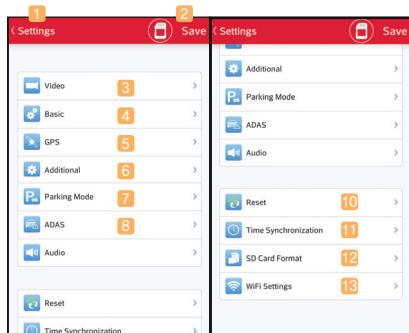 1 2
Settings Save
Video 3
Basic 4
GPS 5
Additional 6
Parking Mode 7
ADAS 8
Audio
Reset
Time Synchronization
Settings Save
Additional
Parking Mode
ADAS
Audio
Reset 10
Time Synchronization 11
SD Card Format 12
WiFi Settings 13